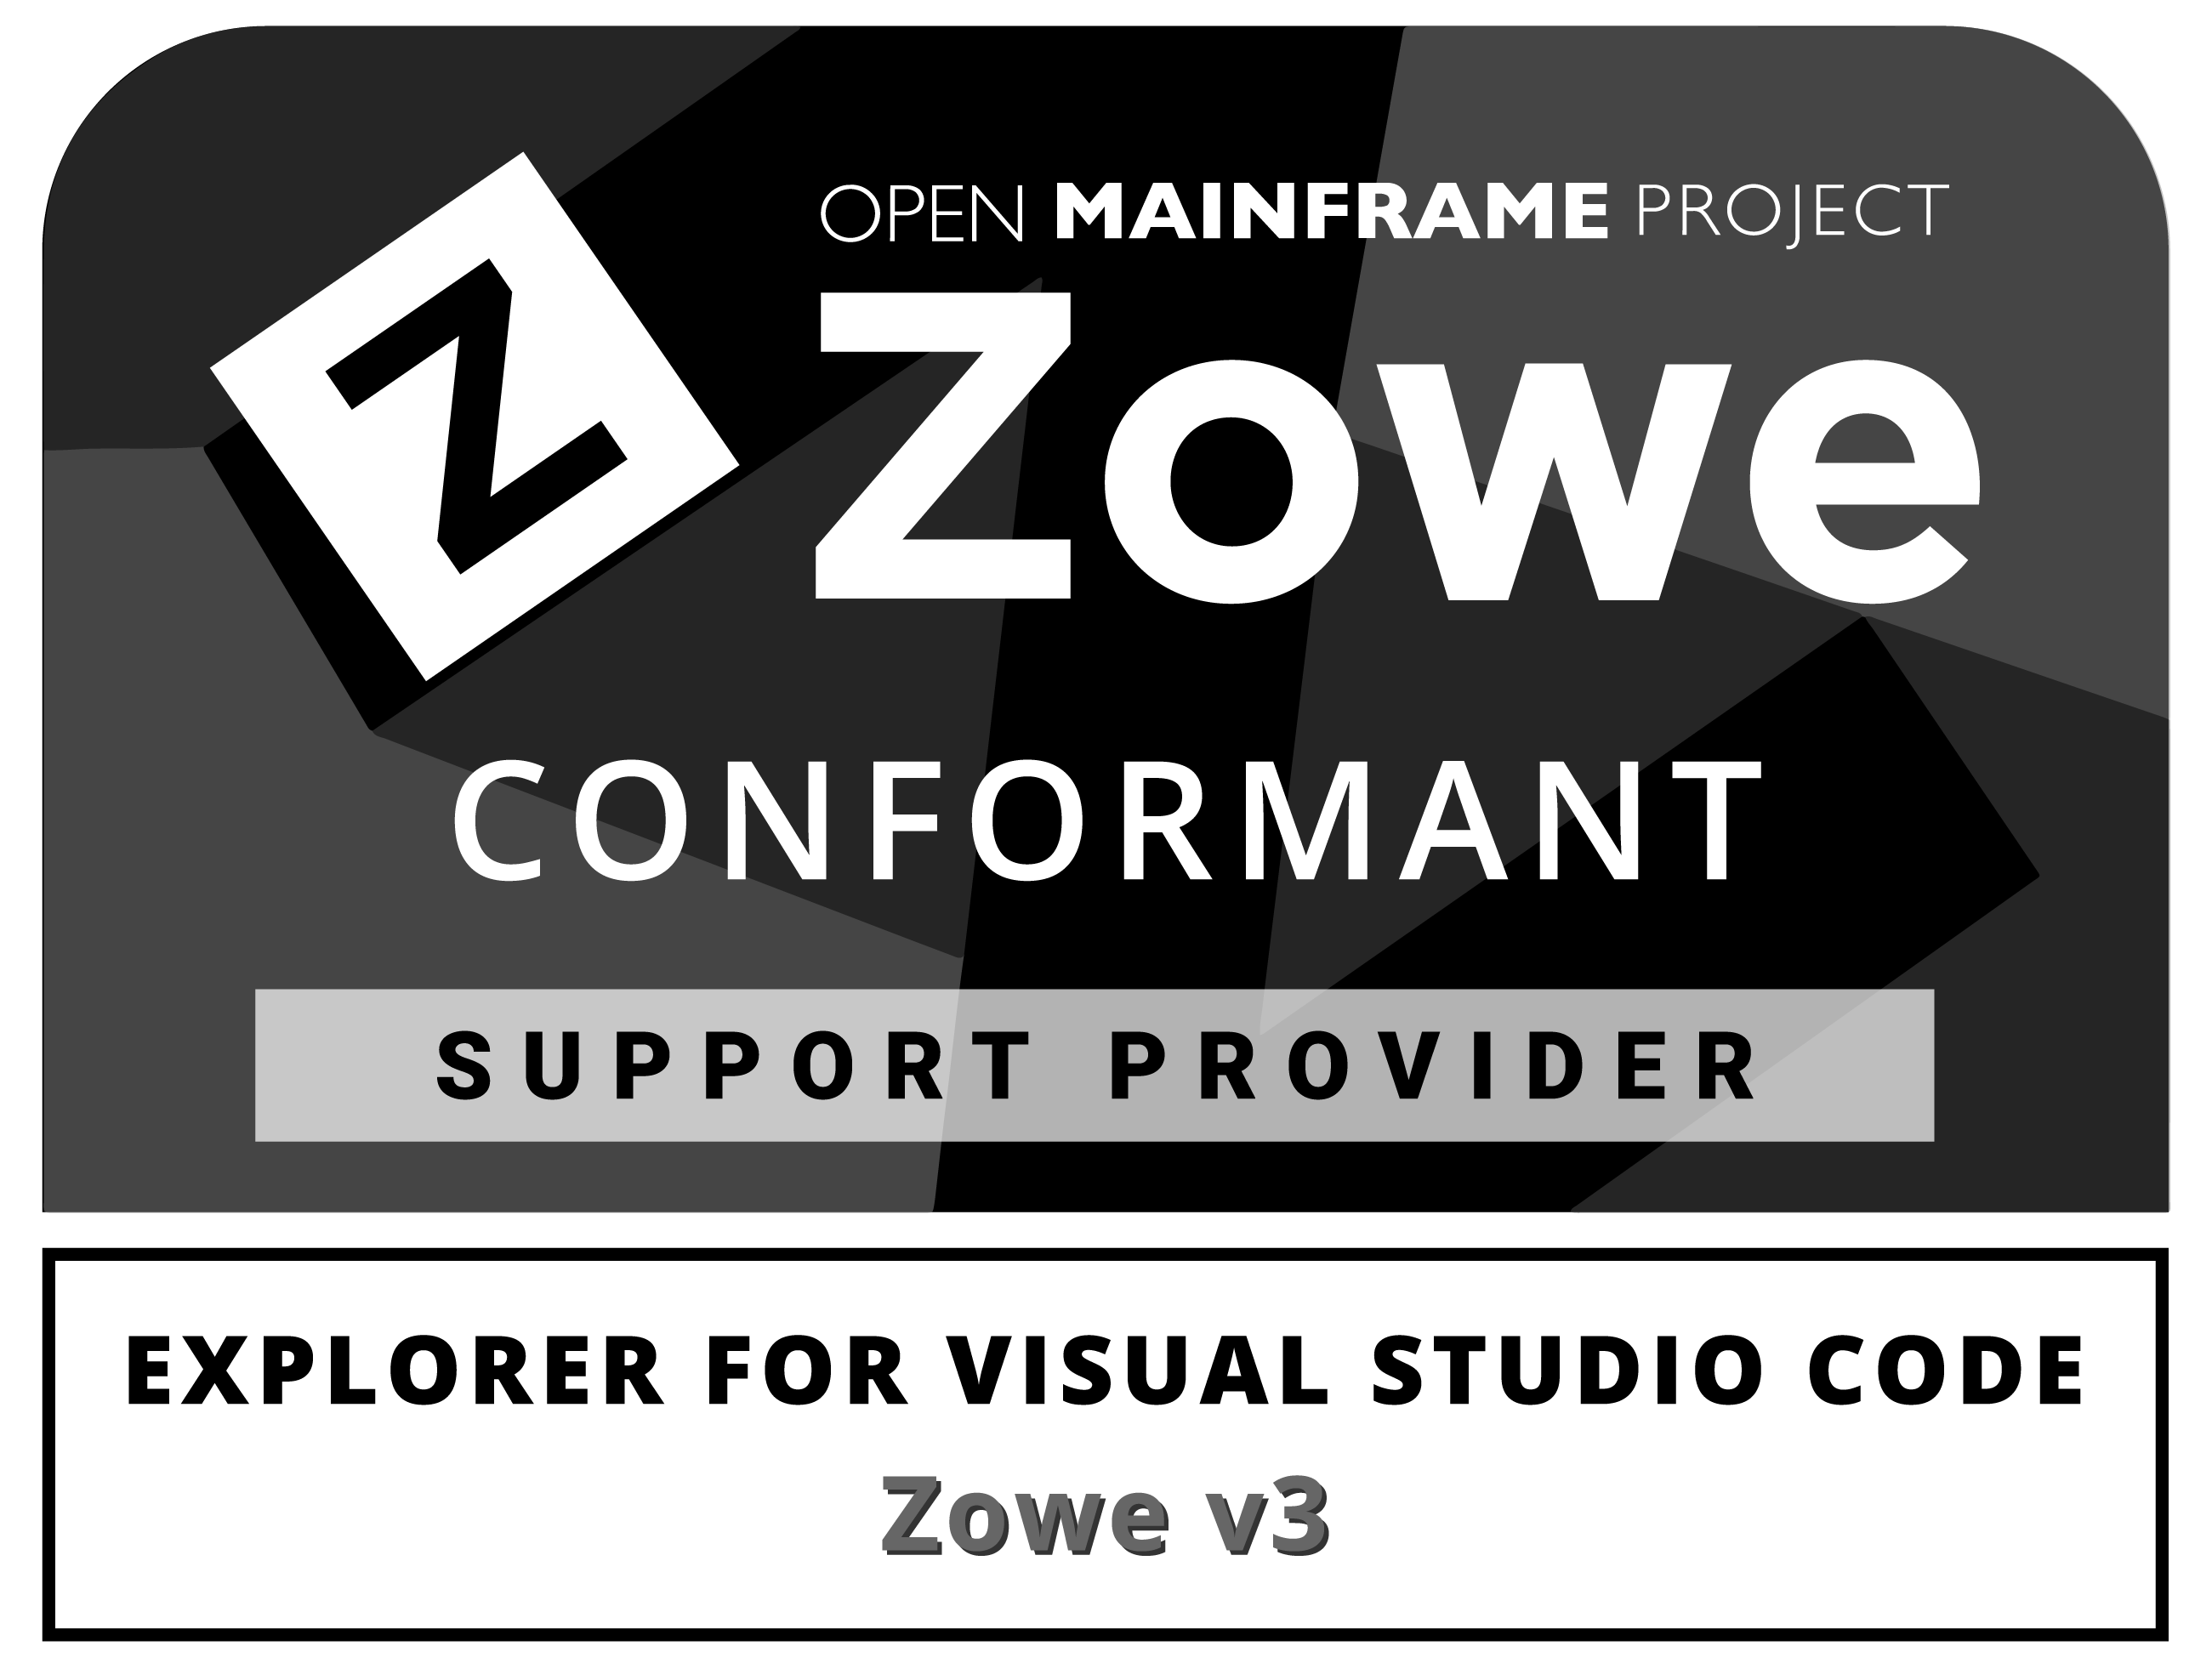 Z
OPEN MAINFRAME PROJECT
Zowe
CONFORMANT
SUPPORT PROVIDER
EXPLORER FOR VISUAL STUDIO CODE
Zowe v3